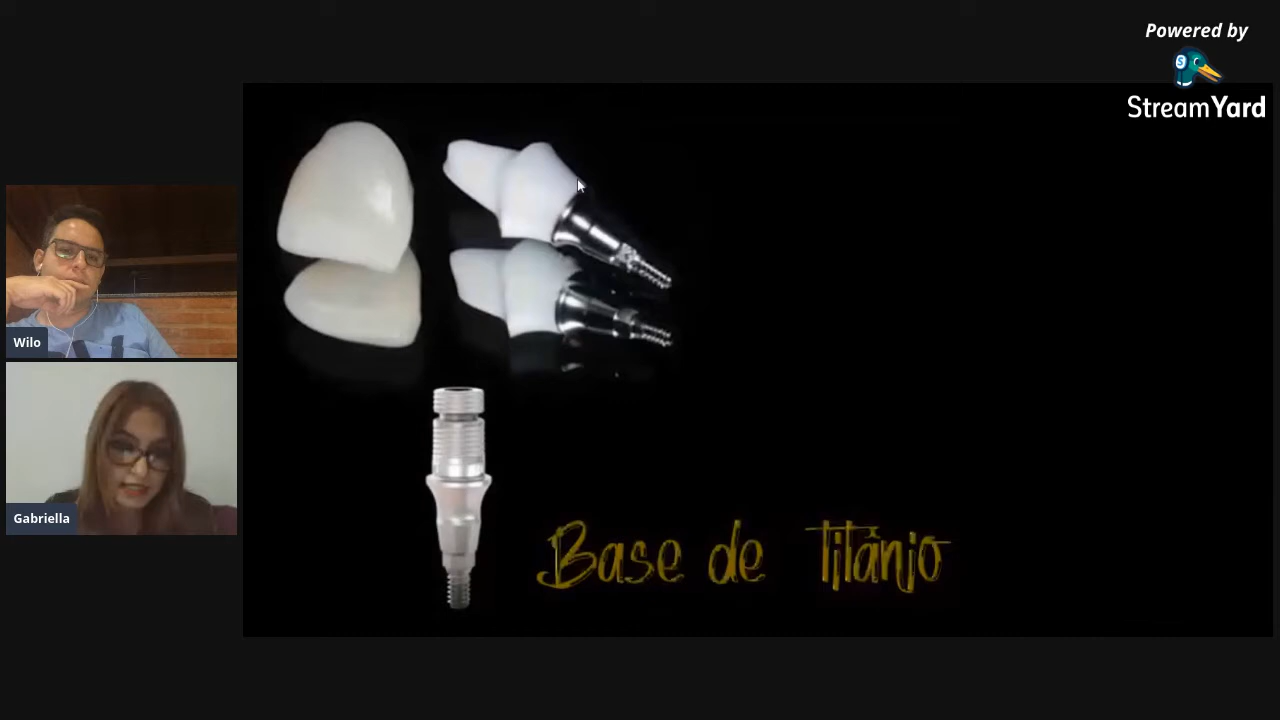 Powered by
StreamYard
Wilo
Gabriella
Base de Titânio